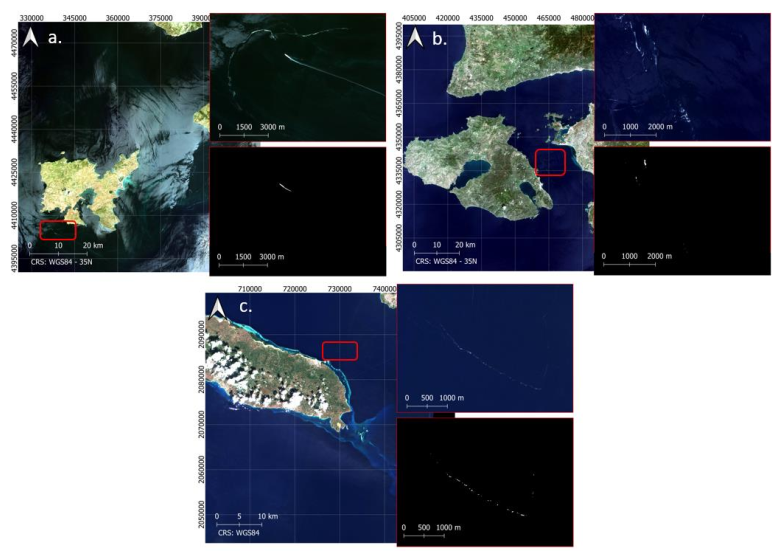 330000 345000 360000 375000 390000
a.
4470000
4455000
4440000
4425000
4410000
4395000
0 10 20 km
CRS: WGS84 - 35N
0 1500 3000 m
0 1500 3000 m
405000 420000 435000 450000 465000 480000
b.
4395000
4380000
4365000
4350000
4335000
4320000
4305000
0 10 20 km
CRS: WGS84 - 35N
0 1000 2000 m
0 1000 2000 m
710000 720000 730000 740000
c.
2090000
2080000
2070000
2060000
2050000
0 5 10 km
CRS: WGS84
0 500 1000 m
0 500 1000 m